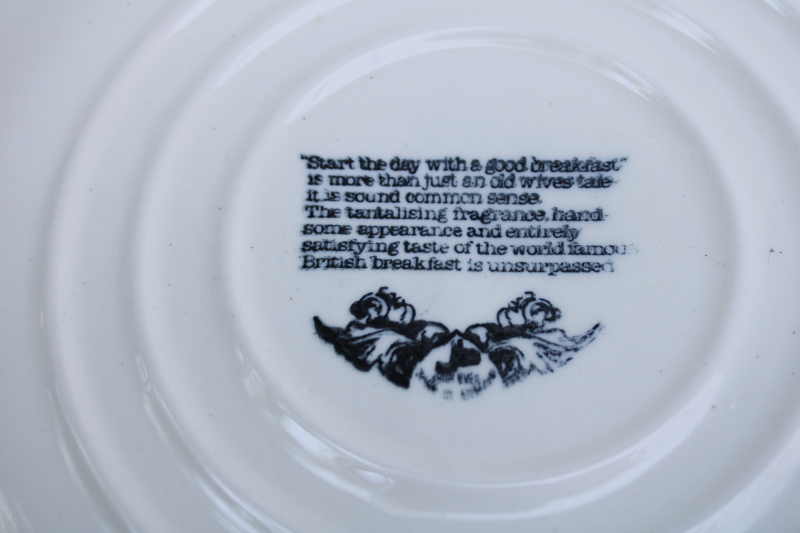 "Start the day with a good breakfast"
is more than just an old wives tale
it is sound common sense.
The tantalising fragrance, hand-
some appearance and entirely
satisfying taste of the world famous
British breakfast is unsurpassed